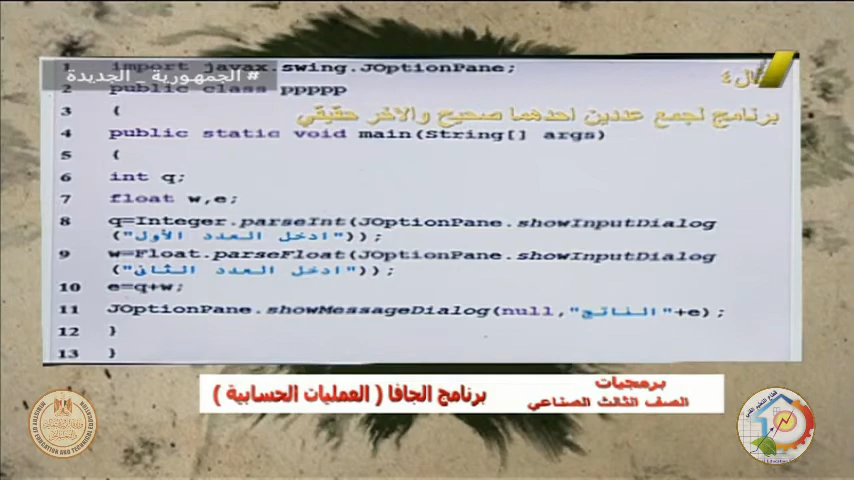 #الجمهورية _ الجديدة
برنامج لجمع عددين احدهما صحيح والاخر حقيقي
1 import javax.swing.JOptionPane;
2 public class ppppp
3 {
4 public static void main(String[] args)
5 {
6 int q;
7 float w,e;
8 q=Integer.parseInt(JOptionPane.showInputDialog
("ادخل العدد الأول"));
9 w=Float.parseFloat(JOptionPane.showInputDialog
("ادخل العدد الثانى"));
10 e=q+w;
11 JOptionPane.showMessageDialog(null,"الناتج"+e);
12 }
13 }
برمجيات
الصف الثالث الصناعي
برنامج الجافا ( العمليات الحسابية )